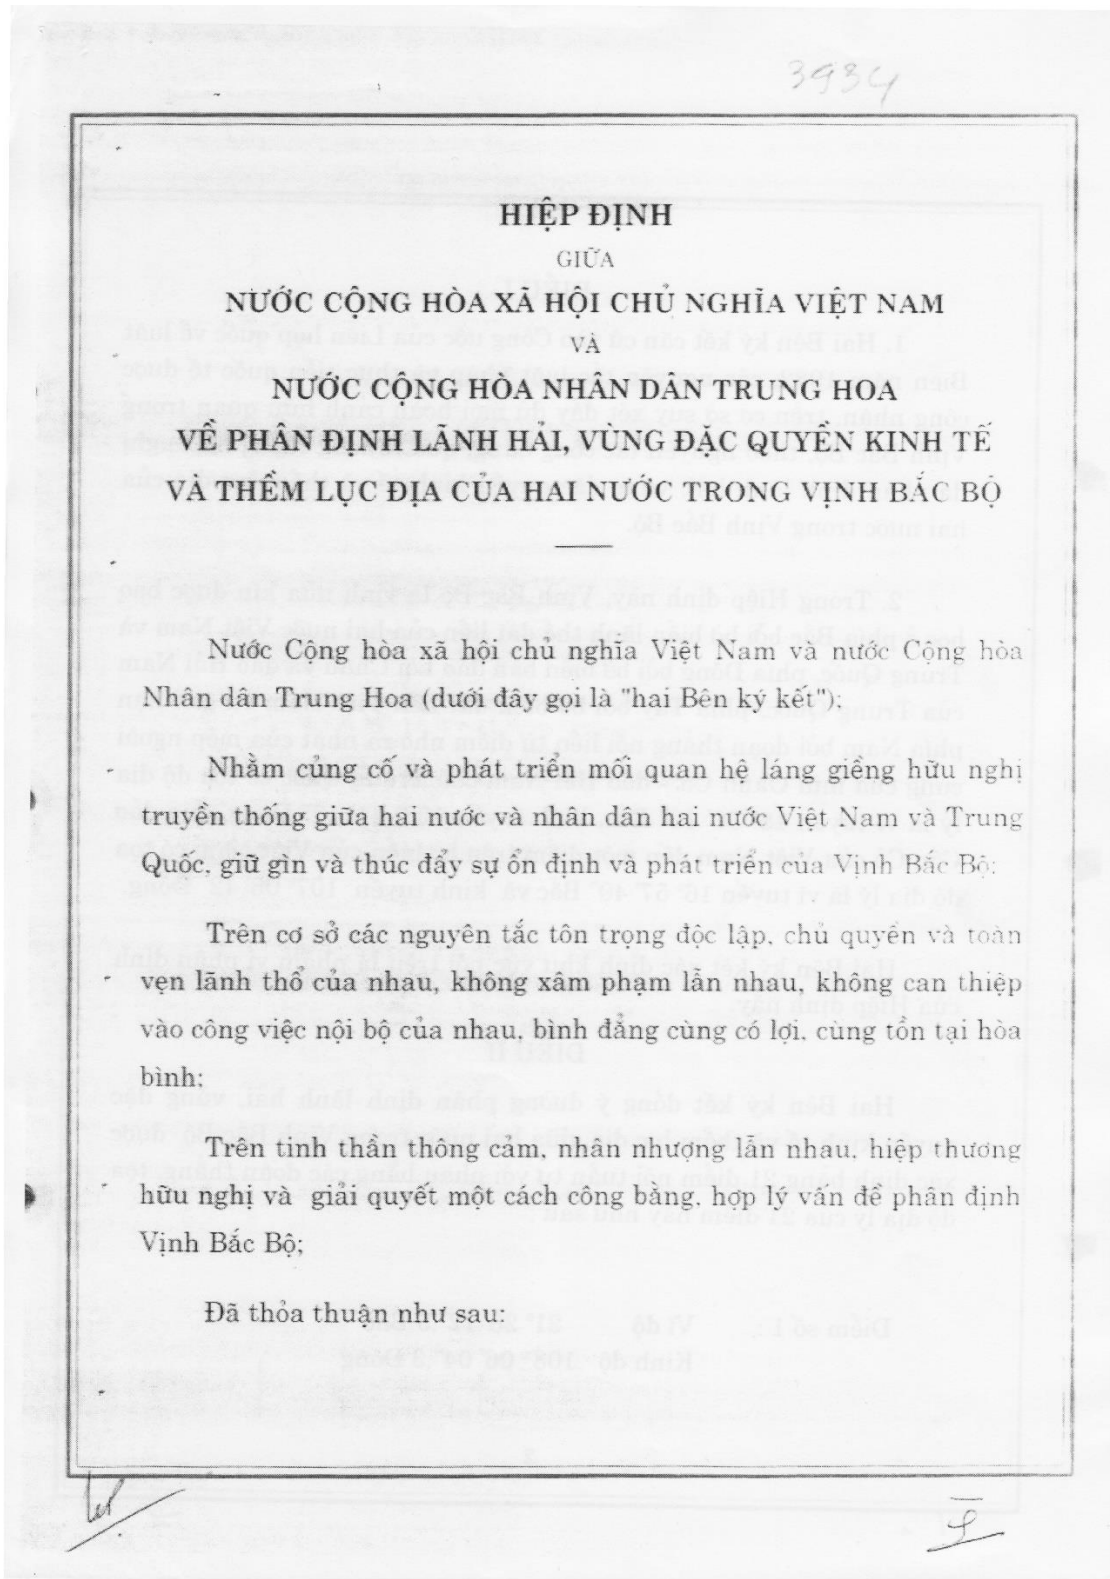 3934
HIỆP ĐỊNH
GIỮA
NƯỚC CỘNG HÒA XÃ HỘI CHỦ NGHĨA VIỆT NAM
VÀ
NƯỚC CỘNG HÒA NHÂN DÂN TRUNG HOA
VỀ PHÂN ĐỊNH LÃNH HẢI, VÙNG ĐẶC QUYỀN KINH TẾ
VÀ THỀM LỤC ĐỊA CỦA HAI NƯỚC TRONG VỊNH BẮC BỘ
Nước Cộng hòa xã hội chủ nghĩa Việt Nam và nước Cộng hòa
Nhân dân Trung Hoa (dưới đây gọi là "hai Bên ký kết");
Nhằm củng cố và phát triển mối quan hệ láng giềng hữu nghị
truyền thống giữa hai nước và nhân dân hai nước Việt Nam và Trung
Quốc, giữ gìn và thúc đẩy sự ổn định và phát triển của Vịnh Bắc Bộ;
Trên cơ sở các nguyên tắc tôn trọng độc lập, chủ quyền và toàn
vẹn lãnh thổ của nhau, không xâm phạm lẫn nhau, không can thiệp
vào công việc nội bộ của nhau, bình đẳng cùng có lợi, cùng tồn tại hòa
bình;
Trên tinh thần thông cảm, nhân nhượng lẫn nhau, hiệp thương
hữu nghị và giải quyết một cách công bằng, hợp lý vấn đề phân định
Vịnh Bắc Bộ;
Đã thỏa thuận như sau: